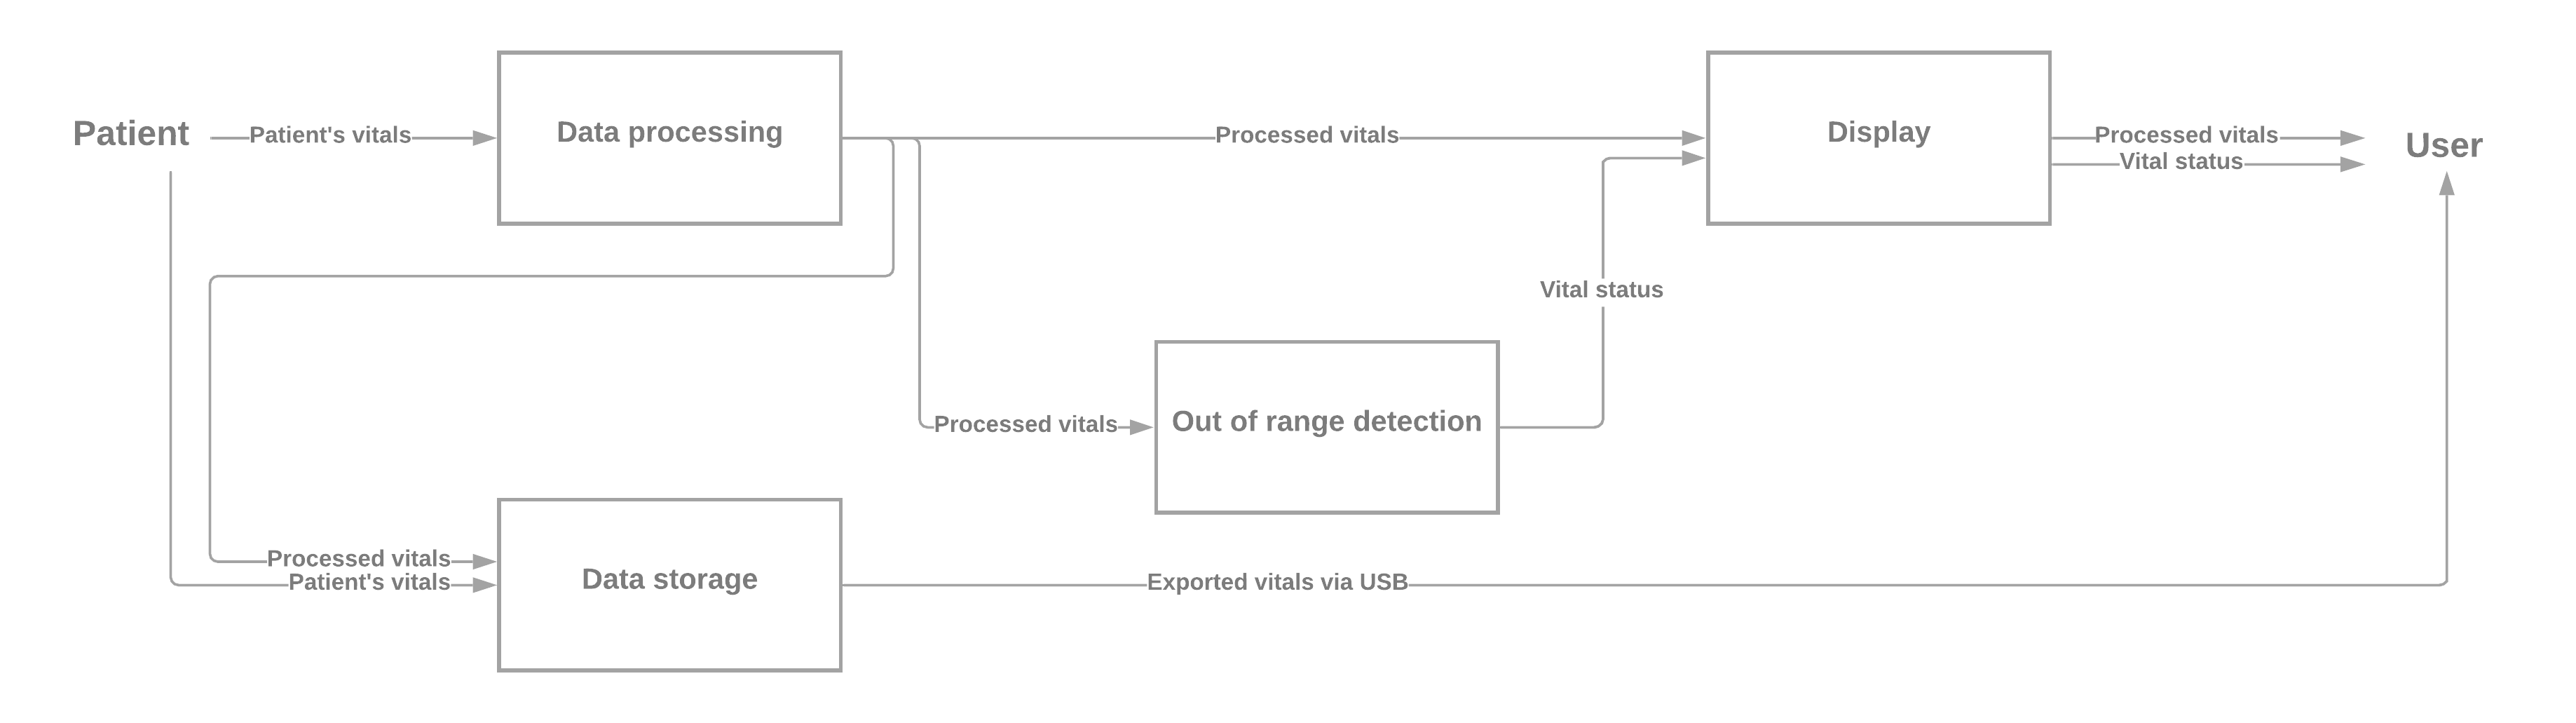 Patient
Patient's vitals
Data processing
Processed vitals
Display
Processed vitals
Vital status
User
Vital status
Processed vitals
Out of range detection
Processed vitals
Patient's vitals
Data storage
Exported vitals via USB